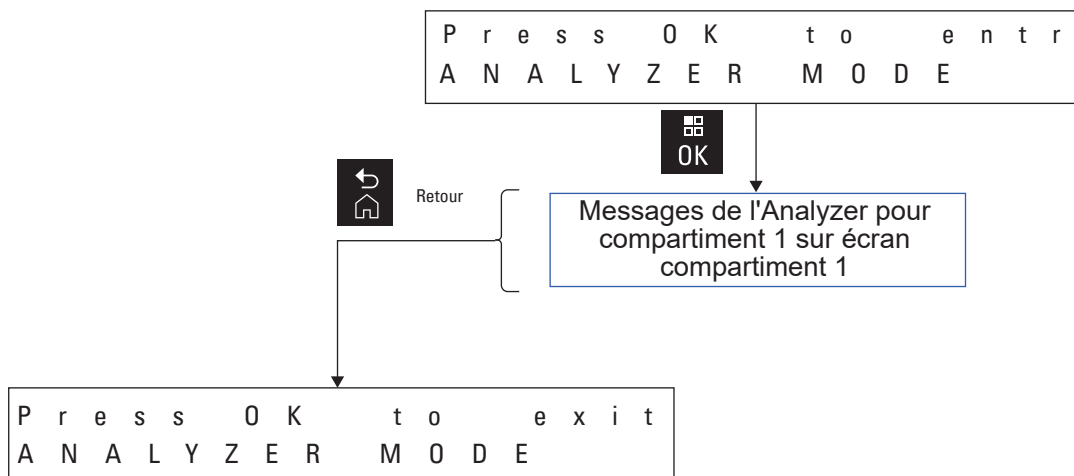 Press OK to entr
ANALYZER MODE
OK
Retour
Messages de l'Analyzer pour
compartiment 1 sur écran
compartiment 1
Press OK to exit
ANALYZER MODE